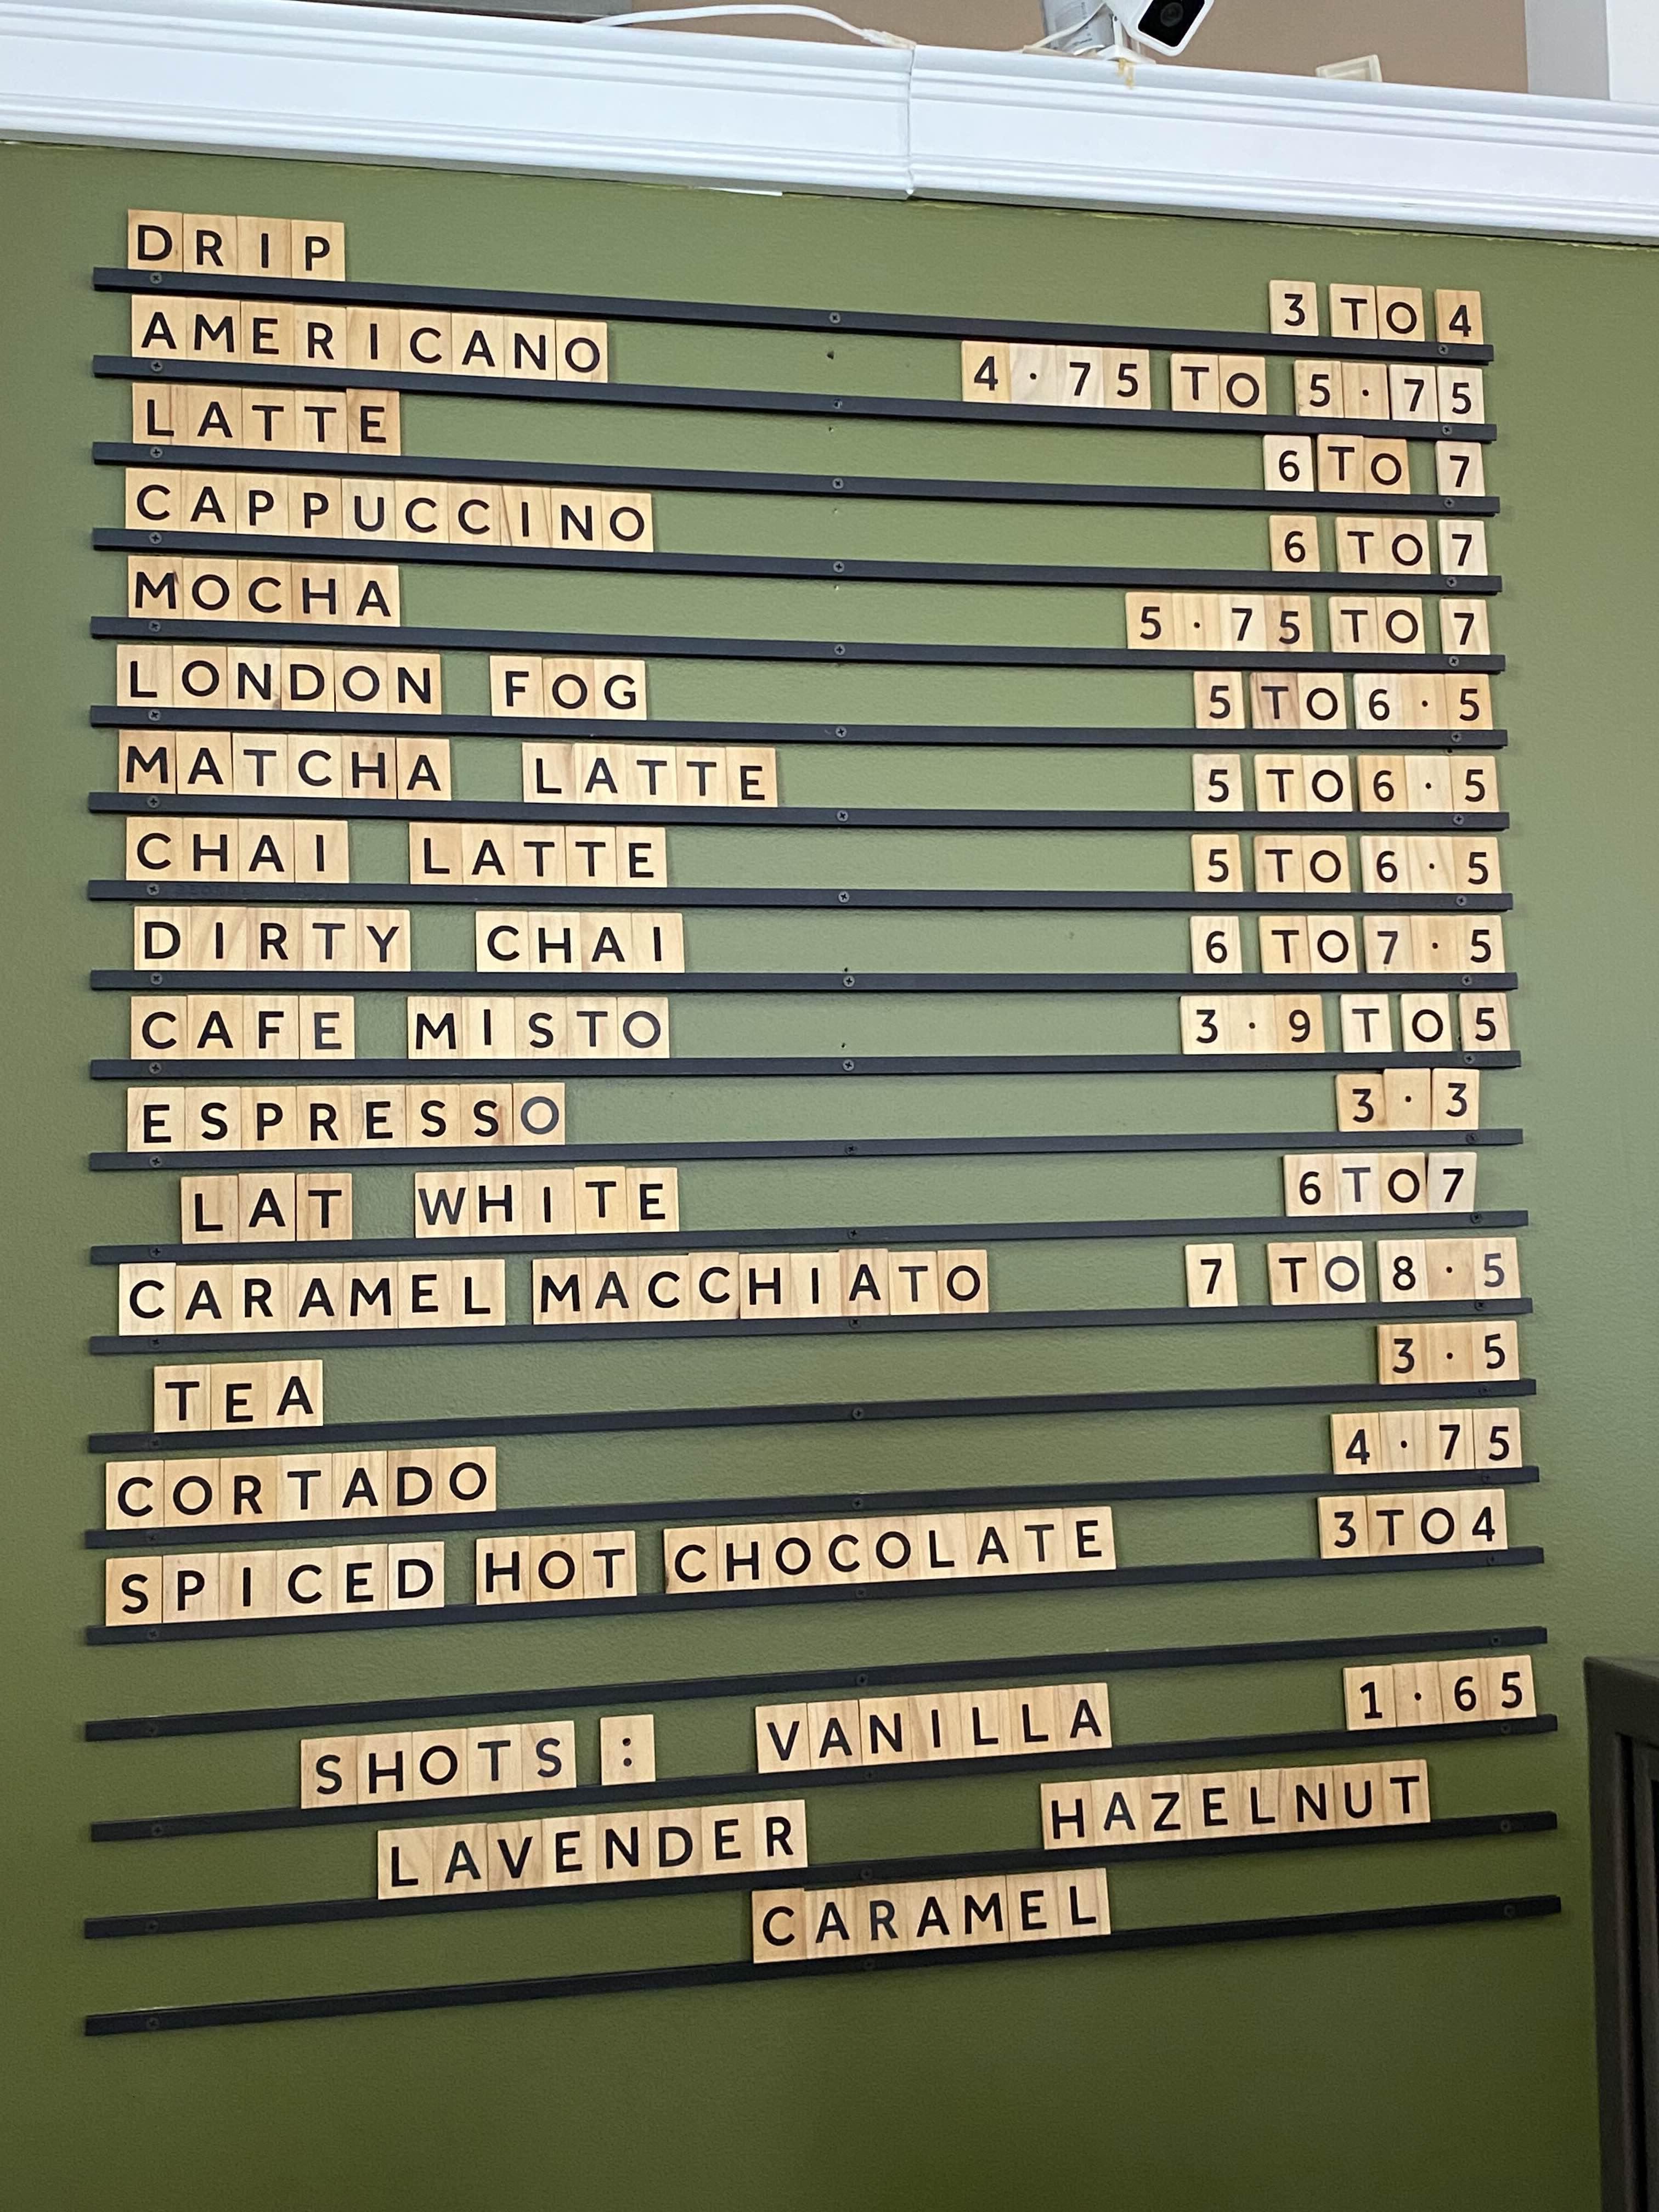 DRIP 3 TO 4
AMERICANO 4·75 TO 5·75
LATTE 6 TO 7
CAPPUCCINO 6 TO 7
MOCHA 5·75 TO 7
LONDON FOG 5 TO 6·5
MATCHA LATTE 5 TO 6·5
CHAI LATTE 5 TO 6·5
DIRTY CHAI 6 TO 7·5
CAFE MISTO 3·9 TO 5
ESPRESSO 3·3
LAT WHITE 6 TO 7
CARAMEL MACCHIATO 7 TO 8·5
TEA 3·5
CORTADO 4·75
SPICED HOT CHOCOLATE 3 TO 4
SHOTS: VANILLA 1·65
LAVENDER HAZELNUT
CARAMEL